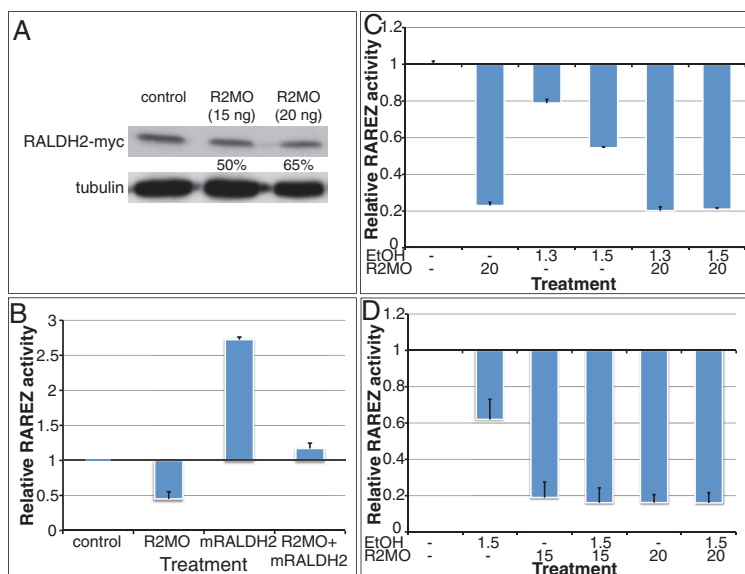 A
control R2MO R2MO
(15 ng) (20 ng)
RALDH2-myc
50% 65%
tubulin
B
Relative RAREZ activity
3
2.5
2
1.5
1
0.5
0
control R2MO mRALDH2 R2MO+
mRALDH2
Treatment
C
Relative RAREZ activity
1.2
1
0.8
0.6
0.4
0.2
0
EtOH - - 1.3 1.5 1.3 1.5
R2MO - 20 - - 20 20
Treatment
D
Relative RAREZ activity
1.2
1
0.8
0.6
0.4
0.2
0
EtOH - 1.5 - 1.5 - 1.5
R2MO - - 15 15 20 20
Treatment